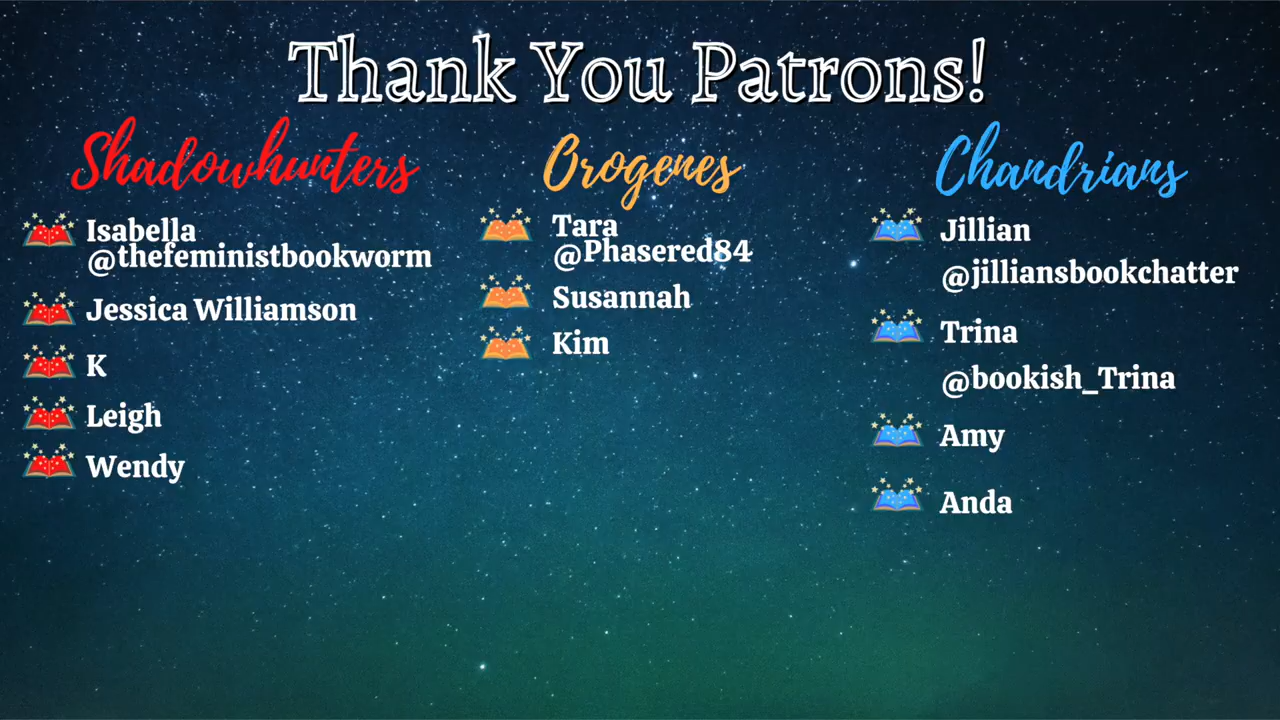 Thank You Patrons!
Shadowhunters
Isabella
@thefeministbookworm
Jessica Williamson
K
Leigh
Wendy
Orogenes
Tara
@Phasered84
Susannah
Kim
Chandrians
Jillian
@jilliansbookchatter
Trina
@bookish_Trina
Amy
Anda